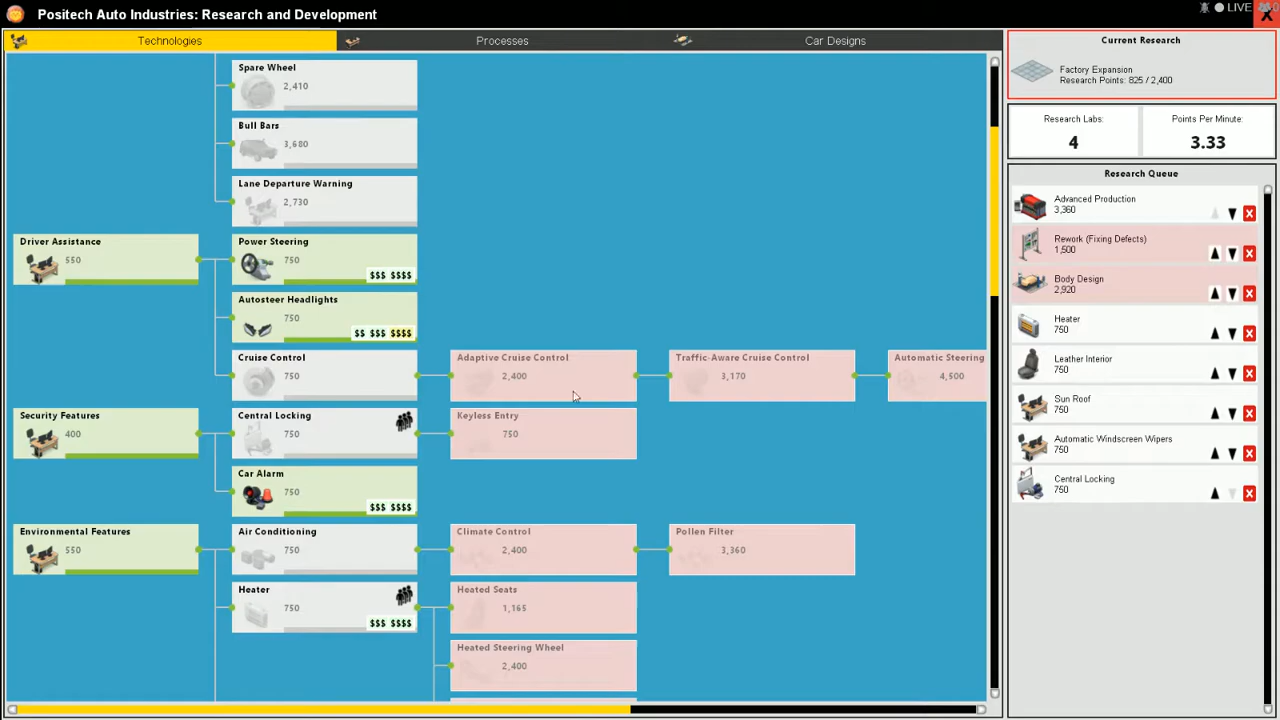 Positech Auto Industries: Research and Development
LIVE
Technologies
Processes
Car Designs
Spare Wheel
2,410
Bull Bars
3,680
Lane Departure Warning
2,730
Driver Assistance
550
Power Steering
750
$$$ $$$$
Autosteer Headlights
750
$$ $$$ $$$$
Cruise Control
750
Adaptive Cruise Control
2,400
Traffic-Aware Cruise Control
3,170
Automatic Steering
4,500
Security Features
400
Central Locking
750
Keyless Entry
750
Car Alarm
750
$$$ $$$$
Environmental Features
550
Air Conditioning
750
Climate Control
2,400
Pollen Filter
3,360
Heater
750
$$$ $$$$
Heated Seats
1,165
Heated Steering Wheel
2,400
Current Research
Factory Expansion
Research Points: 825 / 2,400
Research Labs:
4
Points Per Minute:
3.33
Research Queue
Advanced Production
3,360
Rework (Fixing Defects)
1,500
Body Design
2,920
Heater
750
Leather Interior
750
Sun Roof
750
Automatic Windscreen Wipers
750
Central Locking
750